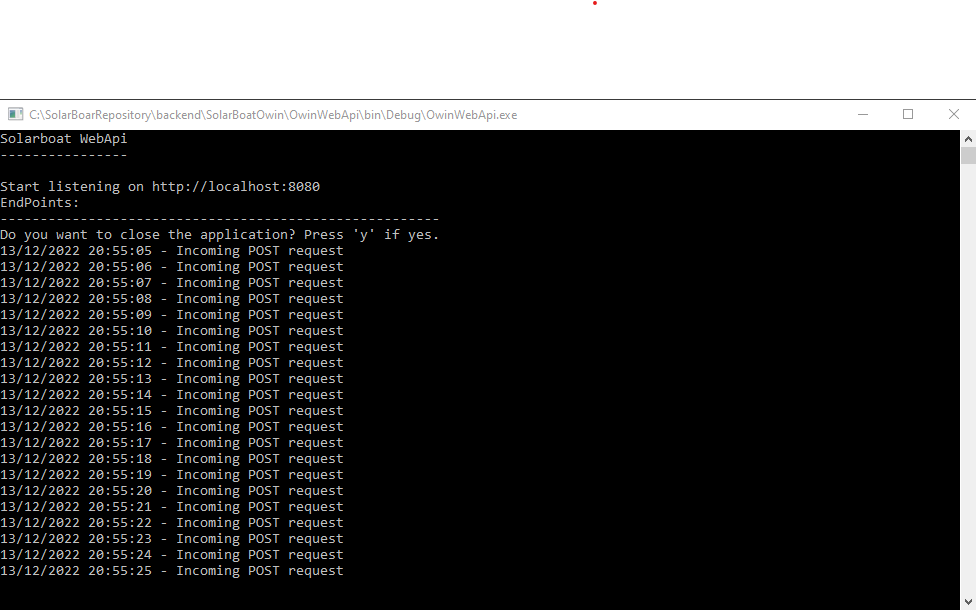 C:\SolarBoarRepository\backend\SolarBoatOwin\OwinWebApi\bin\Debug\OwinWebApi.exe
Solarboat WebApi
----------------
Start listening on http://localhost:8080
EndPoints:
-------------------------------------------------------
Do you want to close the application? Press 'y' if yes.
13/12/2022 20:55:05 - Incoming POST request
13/12/2022 20:55:06 - Incoming POST request
13/12/2022 20:55:07 - Incoming POST request
13/12/2022 20:55:08 - Incoming POST request
13/12/2022 20:55:09 - Incoming POST request
13/12/2022 20:55:10 - Incoming POST request
13/12/2022 20:55:11 - Incoming POST request
13/12/2022 20:55:12 - Incoming POST request
13/12/2022 20:55:13 - Incoming POST request
13/12/2022 20:55:14 - Incoming POST request
13/12/2022 20:55:15 - Incoming POST request
13/12/2022 20:55:16 - Incoming POST request
13/12/2022 20:55:17 - Incoming POST request
13/12/2022 20:55:18 - Incoming POST request
13/12/2022 20:55:19 - Incoming POST request
13/12/2022 20:55:20 - Incoming POST request
13/12/2022 20:55:21 - Incoming POST request
13/12/2022 20:55:22 - Incoming POST request
13/12/2022 20:55:23 - Incoming POST request
13/12/2022 20:55:24 - Incoming POST request
13/12/2022 20:55:25 - Incoming POST request